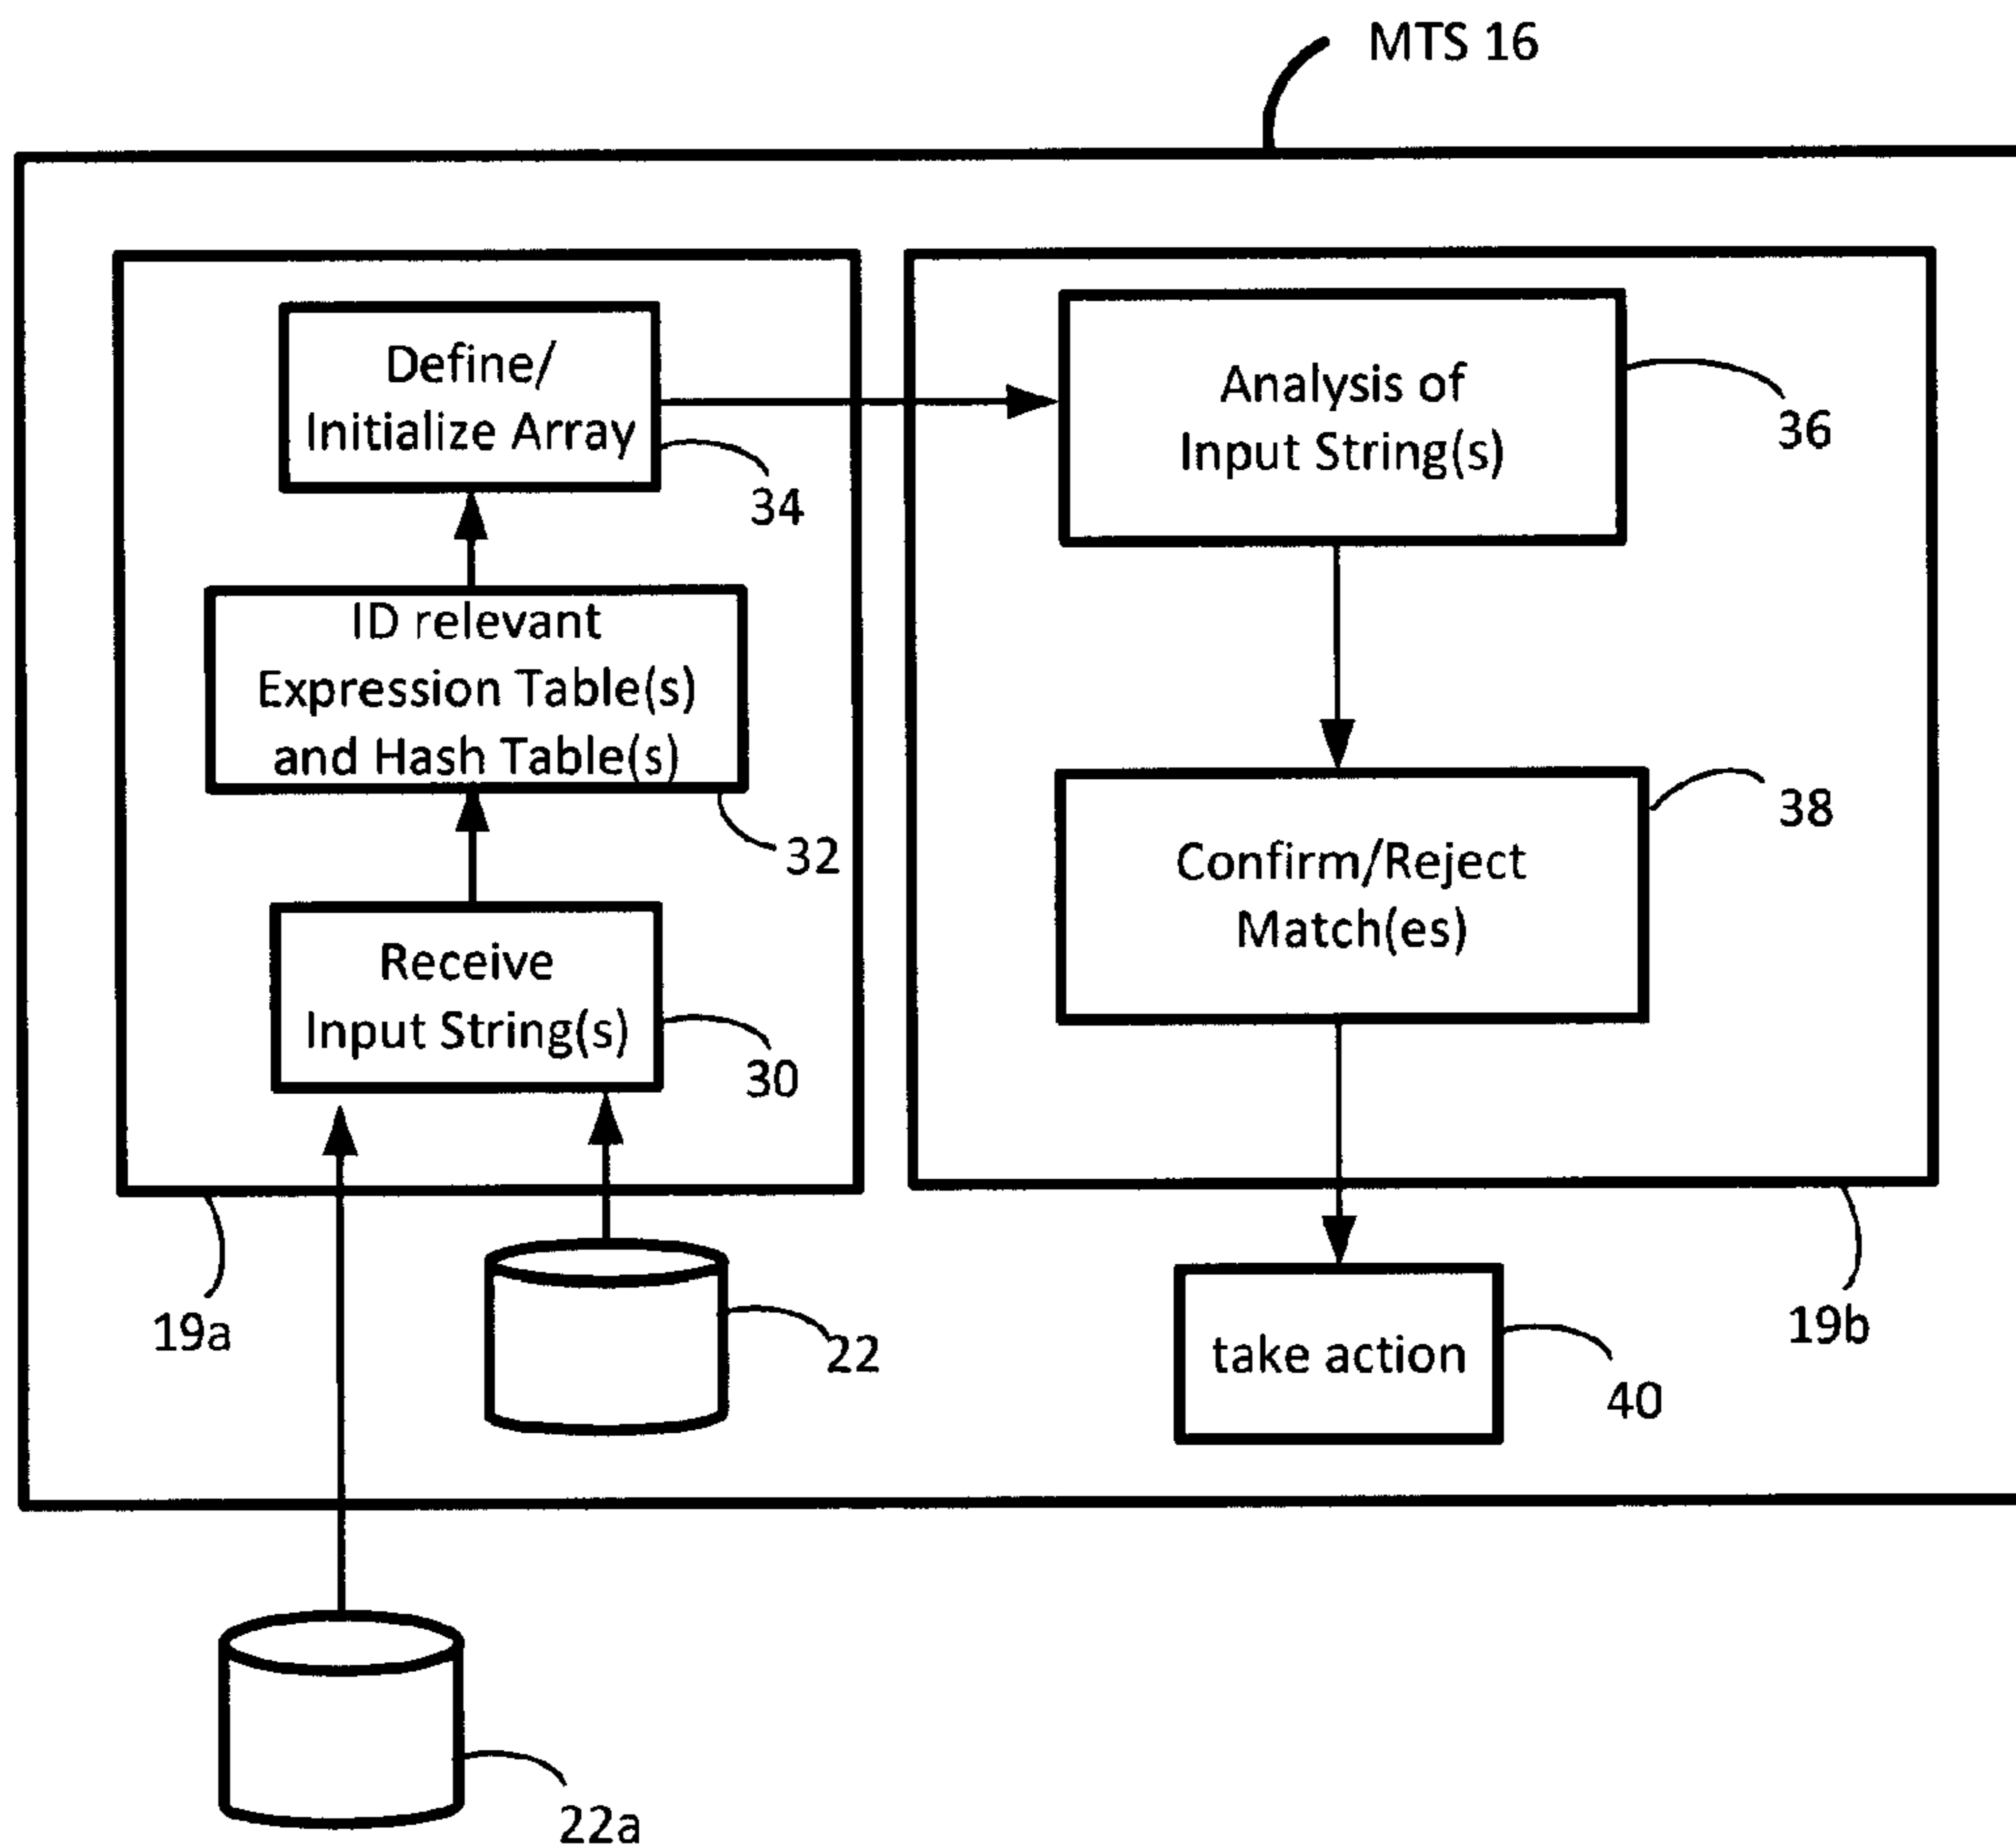 MTS 16
Define/
Initialize Array
34
ID relevant
Expression Table(s)
and Hash Table(s)
32
Receive
Input String(s)
30
19a
22
22a
Analysis of
Input String(s)
36
Confirm/Reject
Match(es)
38
19b
take action
40